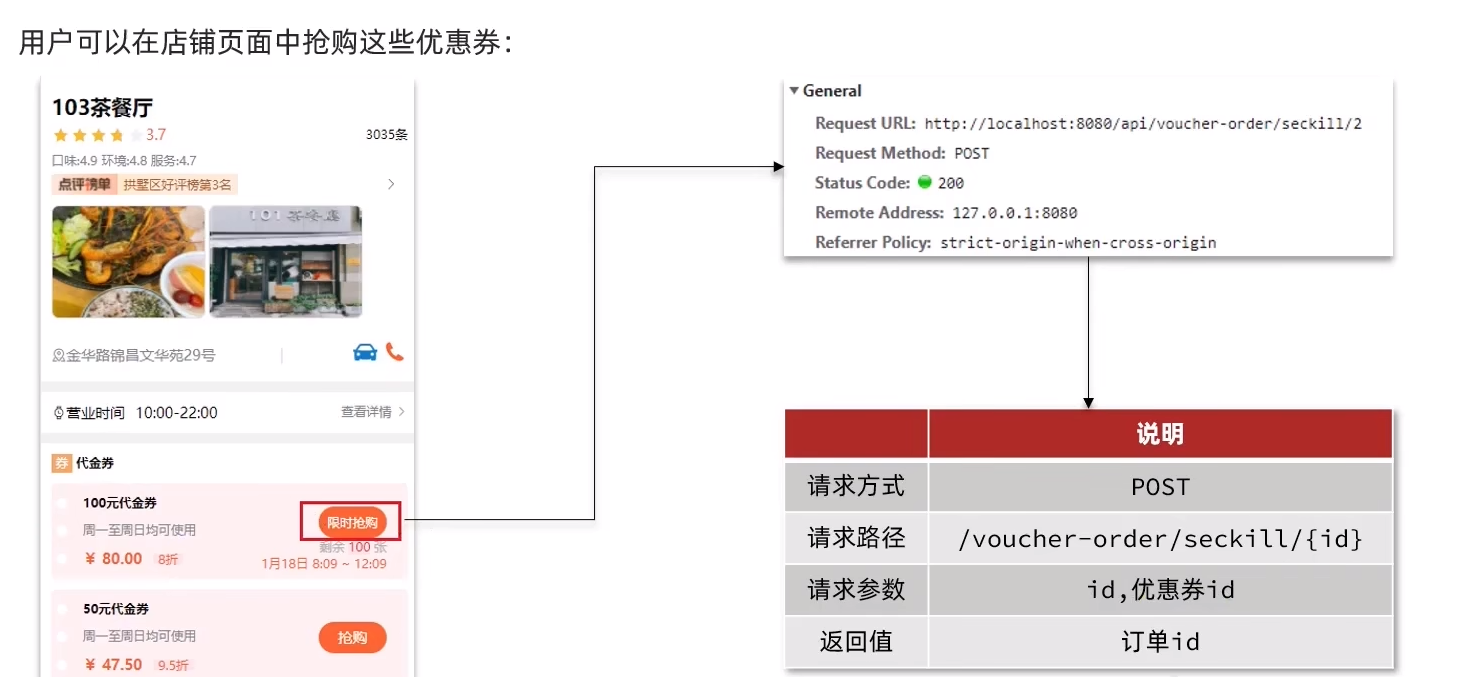 用户可以在店铺页面中抢购这些优惠券：
103茶餐厅
3.7
3035条
口味:4.9 环境:4.8 服务:4.7
点评榜单 拱墅区好评榜第3名
101 茶餐厅
金华路锦昌文华苑29号
营业时间 10:00-22:00
查看详情
券 代金券
100元代金券
周一至周日均可使用
限时抢购
剩余 100 张
¥ 80.00 8折
1月18日 8:09 ~ 12:09
50元代金券
周一至周日均可使用
抢购
¥ 47.50 9.5折
General
Request URL: http://localhost:8080/api/voucher-order/seckill/2
Request Method: POST
Status Code: 200
Remote Address: 127.0.0.1:8080
Referrer Policy: strict-origin-when-cross-origin
说明
请求方式 POST
请求路径 /voucher-order/seckill/{id}
请求参数 id,优惠券id
返回值 订单id